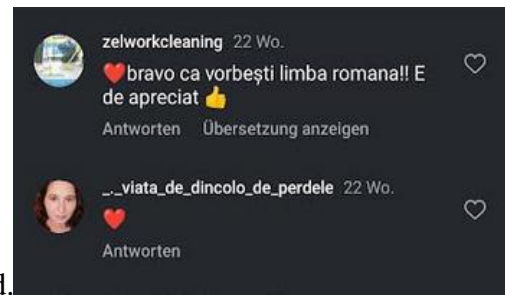 zelworkcleaning 22 Wo.
❤️bravo ca vorbești limba romana!! E
de apreciat 👍
Antworten Übersetzung anzeigen
_._viata_de_dincolo_de_perdele 22 Wo.
❤️
Antworten
d.